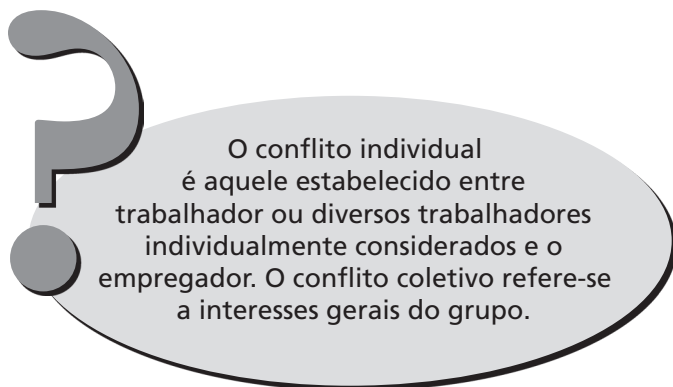 O conflito individual
é aquele estabelecido entre
trabalhador ou diversos trabalhadores
individualmente considerados e o
empregador. O conflito coletivo refere-se
a interesses gerais do grupo.